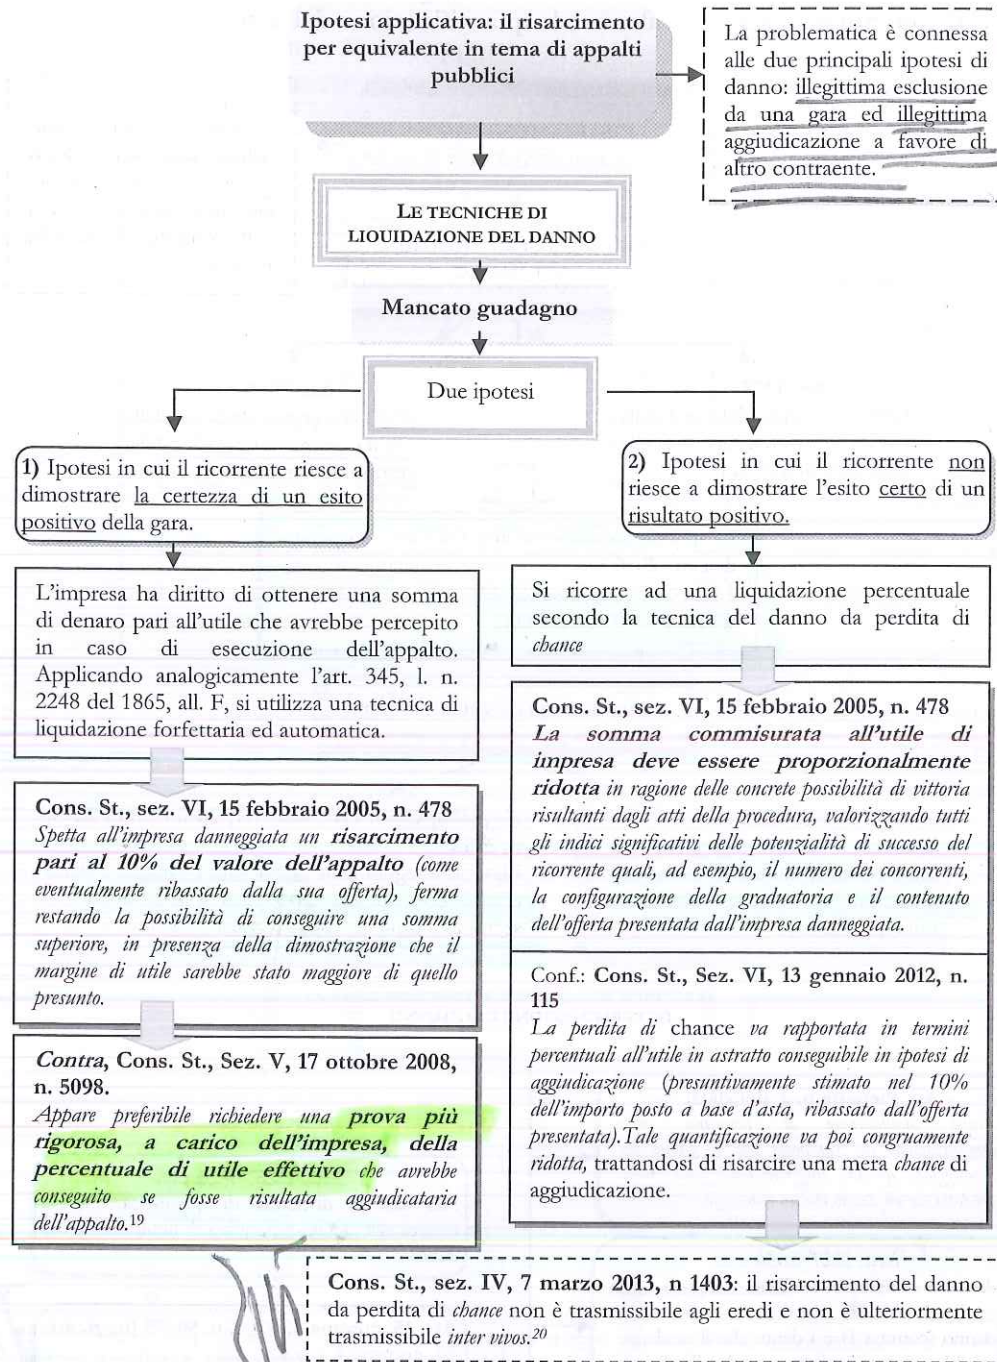 Ipotesi applicativa: il risarcimento
per equivalente in tema di appalti
pubblici
La problematica è connessa
alle due principali ipotesi di
danno: illegittima esclusione
da una gara ed illegittima
aggiudicazione a favore di
altro contraente.
LE TECNICHE DI
LIQUIDAZIONE DEL DANNO
Mancato guadagno
Due ipotesi
1) Ipotesi in cui il ricorrente riesce a
dimostrare la certezza di un esito
positivo della gara.
L'impresa ha diritto di ottenere una somma
di denaro pari all'utile che avrebbe percepito
in caso di esecuzione dell'appalto.
Applicando analogicamente l'art. 345, l. n.
2248 del 1865, all. F, si utilizza una tecnica di
liquidazione forfettaria ed automatica.
Cons. St., sez. VI, 15 febbraio 2005, n. 478
Spetta all'impresa danneggiata un risarcimento
pari al 10% del valore dell'appalto (come
eventualmente ribassato dalla sua offerta), ferma
restando la possibilità di conseguire una somma
superiore, in presenza della dimostrazione che il
margine di utile sarebbe stato maggiore di quello
presunto.
Contra, Cons. St., Sez. V, 17 ottobre 2008,
n. 5098.
Appare preferibile richiedere una prova più
rigorosa, a carico dell'impresa, della
percentuale di utile effettivo che avrebbe
conseguito se fosse risultata aggiudicataria
dell'appalto.19
2) Ipotesi in cui il ricorrente non
riesce a dimostrare l'esito certo di un
risultato positivo.
Si ricorre ad una liquidazione percentuale
secondo la tecnica del danno da perdita di
chance
Cons. St., sez. VI, 15 febbraio 2005, n. 478
La somma commisurata all'utile di
impresa deve essere proporzionalmente
ridotta in ragione delle concrete possibilità di vittoria
risultanti dagli atti della procedura, valorizzando tutti
gli indici significativi delle potenzialità di successo del
ricorrente quali, ad esempio, il numero dei concorrenti,
la configurazione della graduatoria e il contenuto
dell'offerta presentata dall'impresa danneggiata.
Conf.: Cons. St., Sez. VI, 13 gennaio 2012, n.
115
La perdita di chance va rapportata in termini
percentuali all'utile in astratto conseguibile in ipotesi di
aggiudicazione (presuntivamente stimato nel 10%
dell'importo posto a base d'asta, ribassato dall'offerta
presentata).Tale quantificazione va poi congruamente
ridotta, trattandosi di risarcire una mera chance di
aggiudicazione.
Cons. St., sez. IV, 7 marzo 2013, n 1403: il risarcimento del danno
da perdita di chance non è trasmissibile agli eredi e non è ulteriormente
trasmissibile inter vivos.20